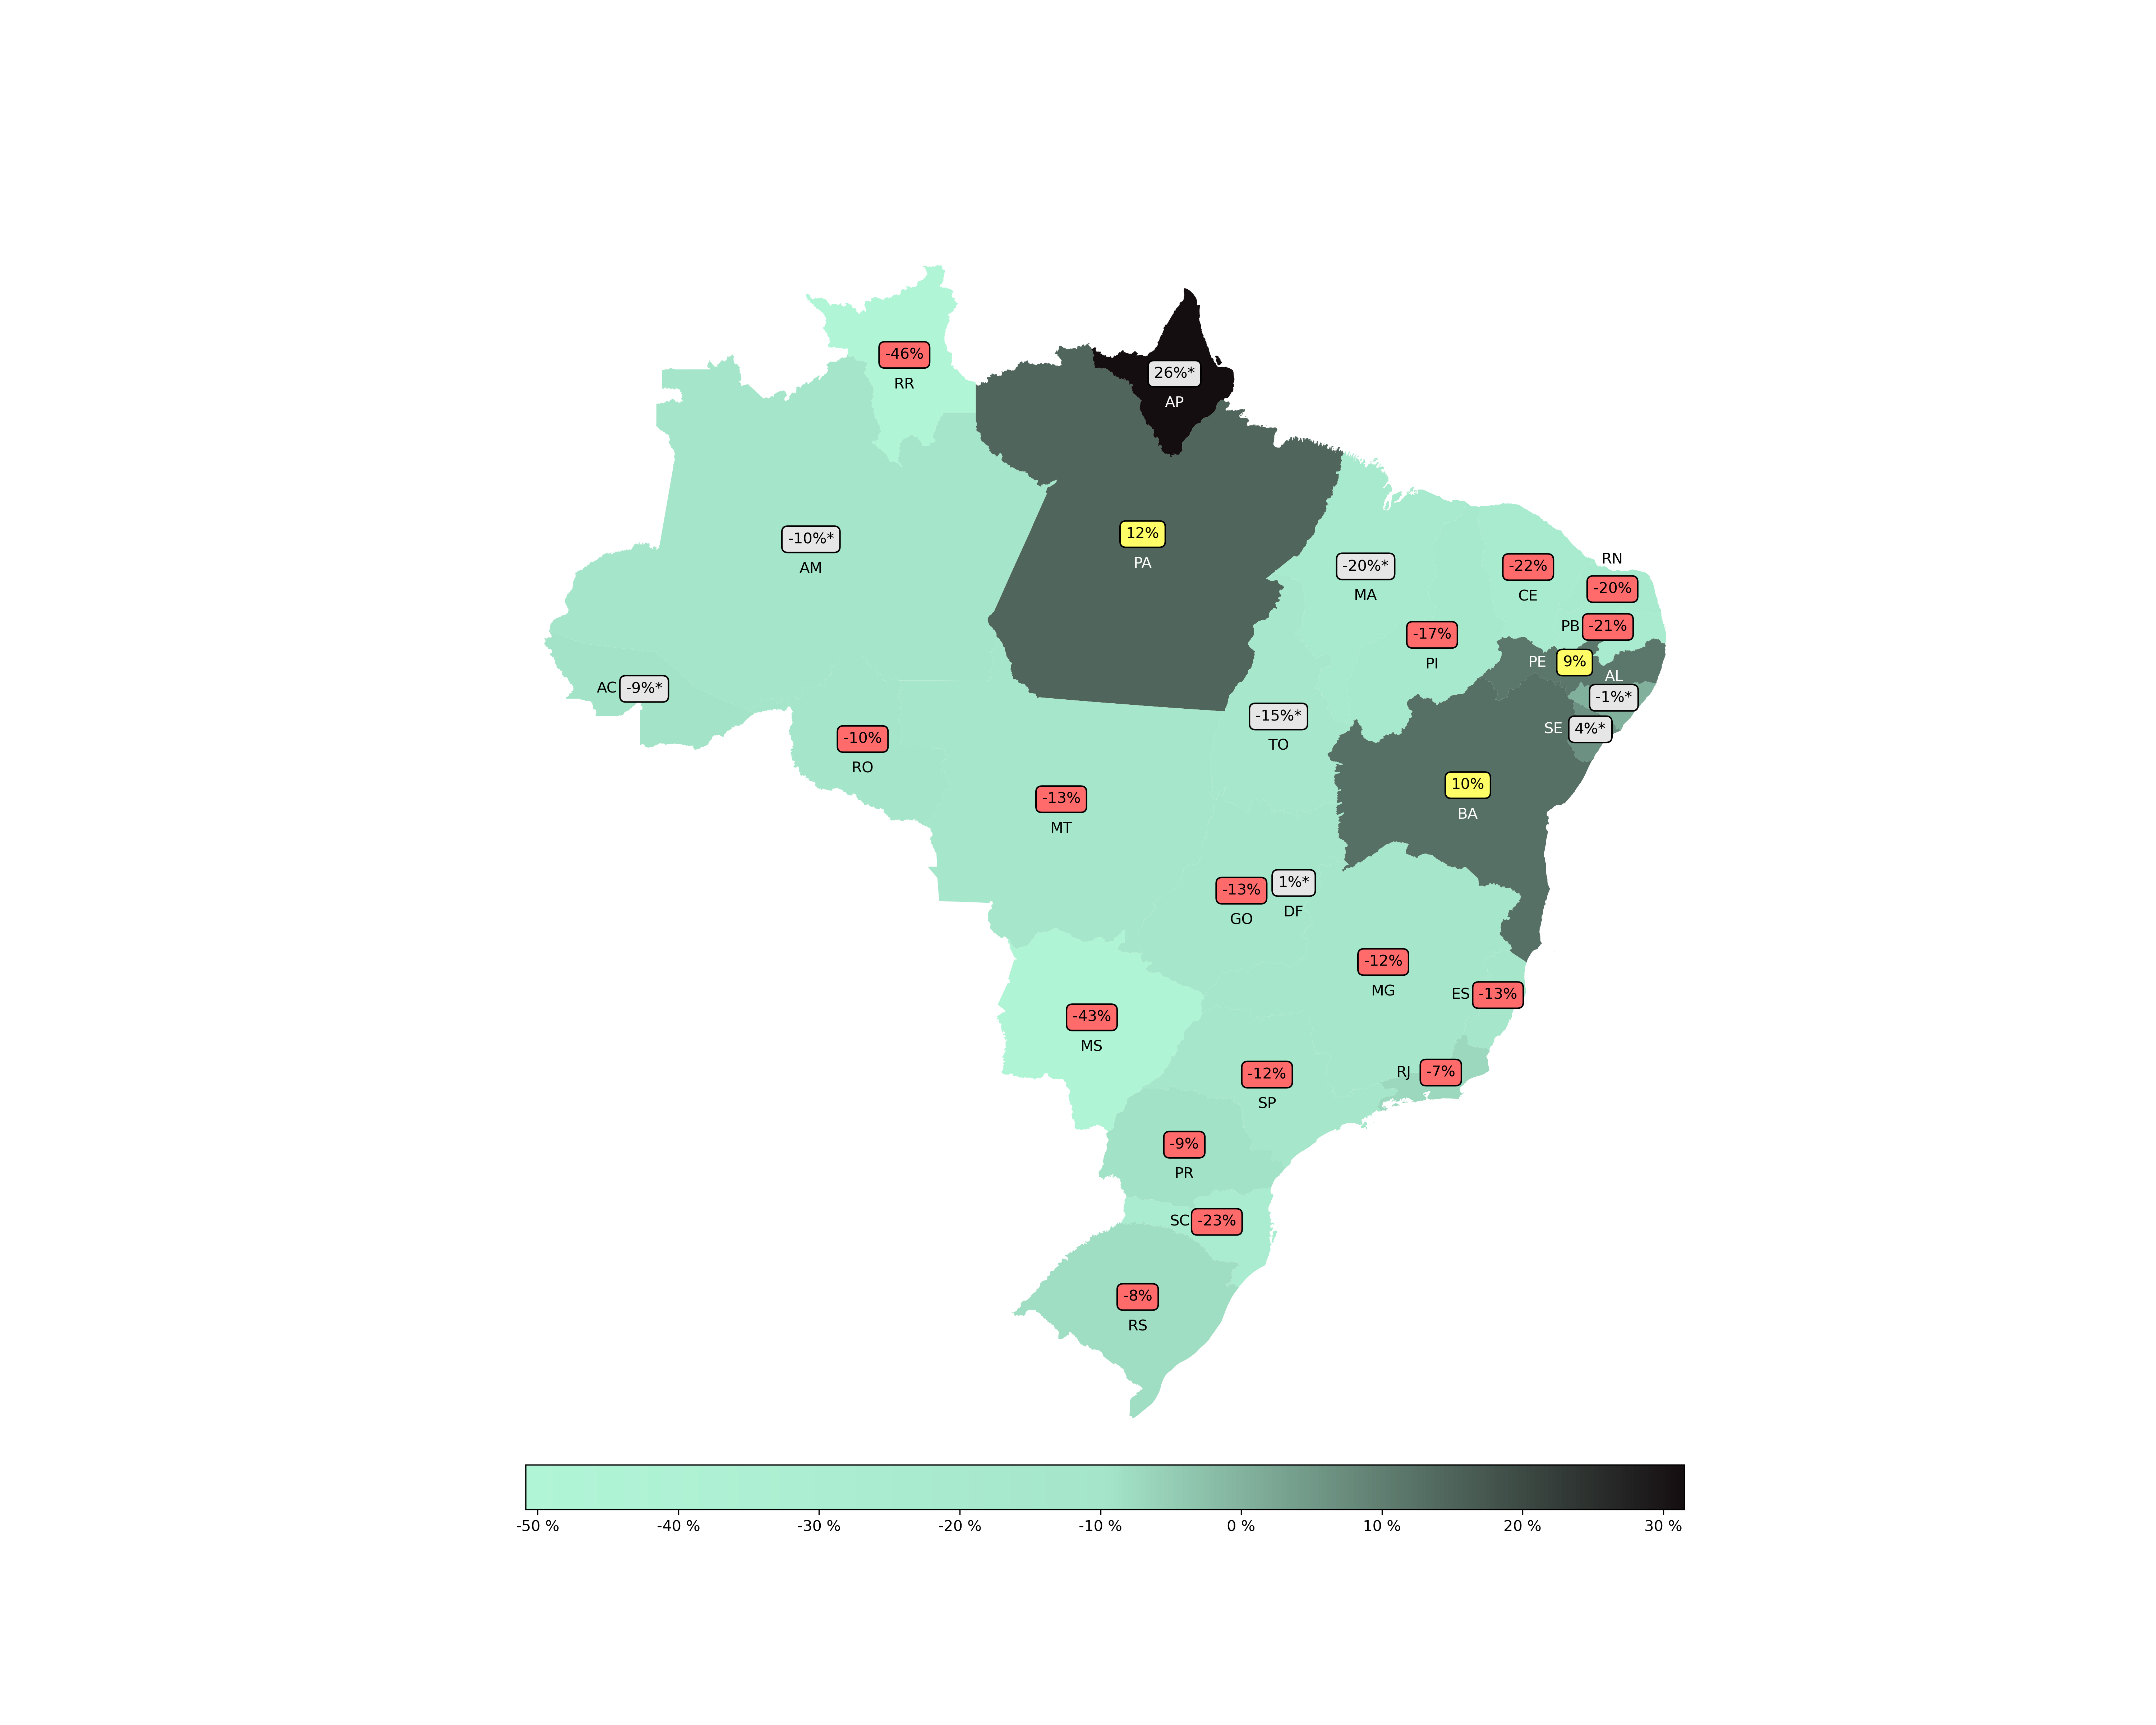 -46%
RR
26%*
AP
-10%*
AM
12%
PA
-20%*
MA
-22%
CE
RN
-20%
PB -21%
-17%
PI
PE 9%
AL
-1%*
AC -9%*
-15%*
TO
SE 4%*
-10%
RO
10%
BA
-13%
MT
-13%
GO
1%*
DF
-12%
MG
ES -13%
-43%
MS
-12%
SP
RJ -7%
-9%
PR
SC -23%
-8%
RS
-50 % -40 % -30 % -20 % -10 % 0 % 10 % 20 % 30 %